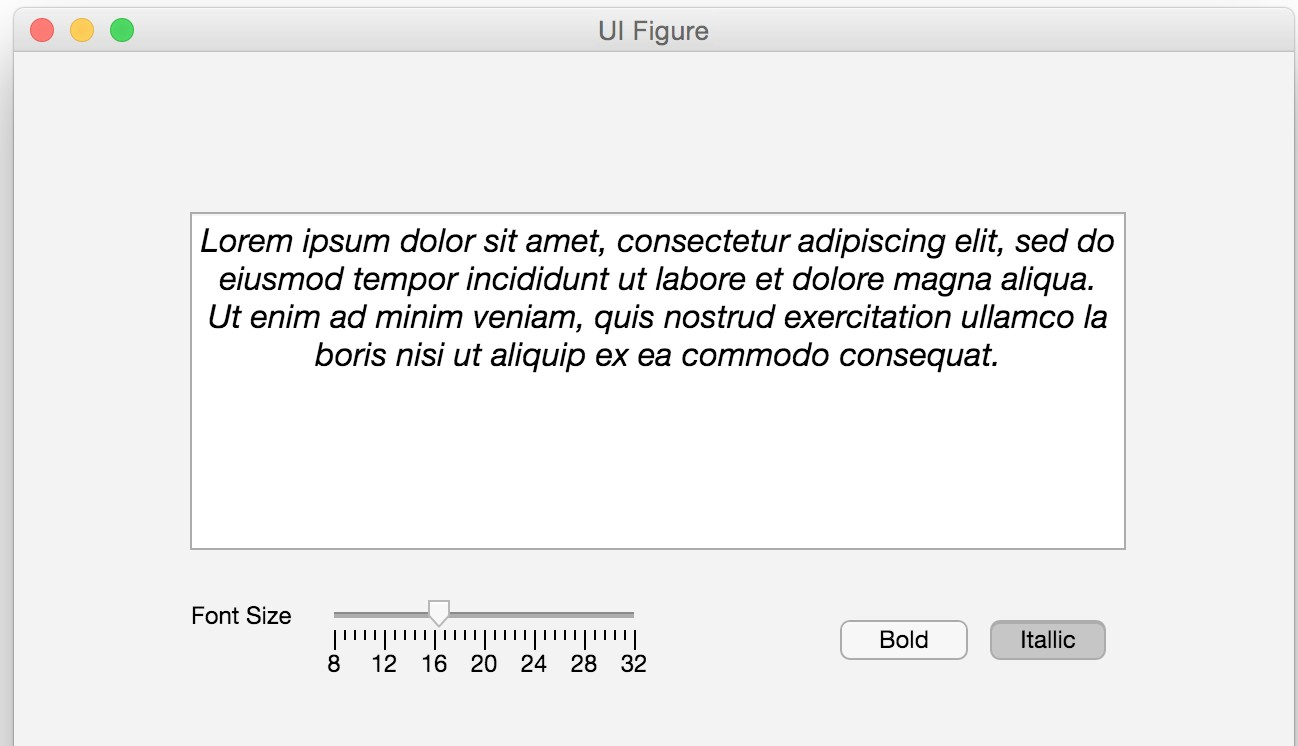 UI Figure
Lorem ipsum dolor sit amet, consectetur adipiscing elit, sed do
eiusmod tempor incididunt ut labore et dolore magna aliqua.
Ut enim ad minim veniam, quis nostrud exercitation ullamco la
boris nisi ut aliquip ex ea commodo consequat.
Font Size
8 12 16 20 24 28 32
Bold Itallic